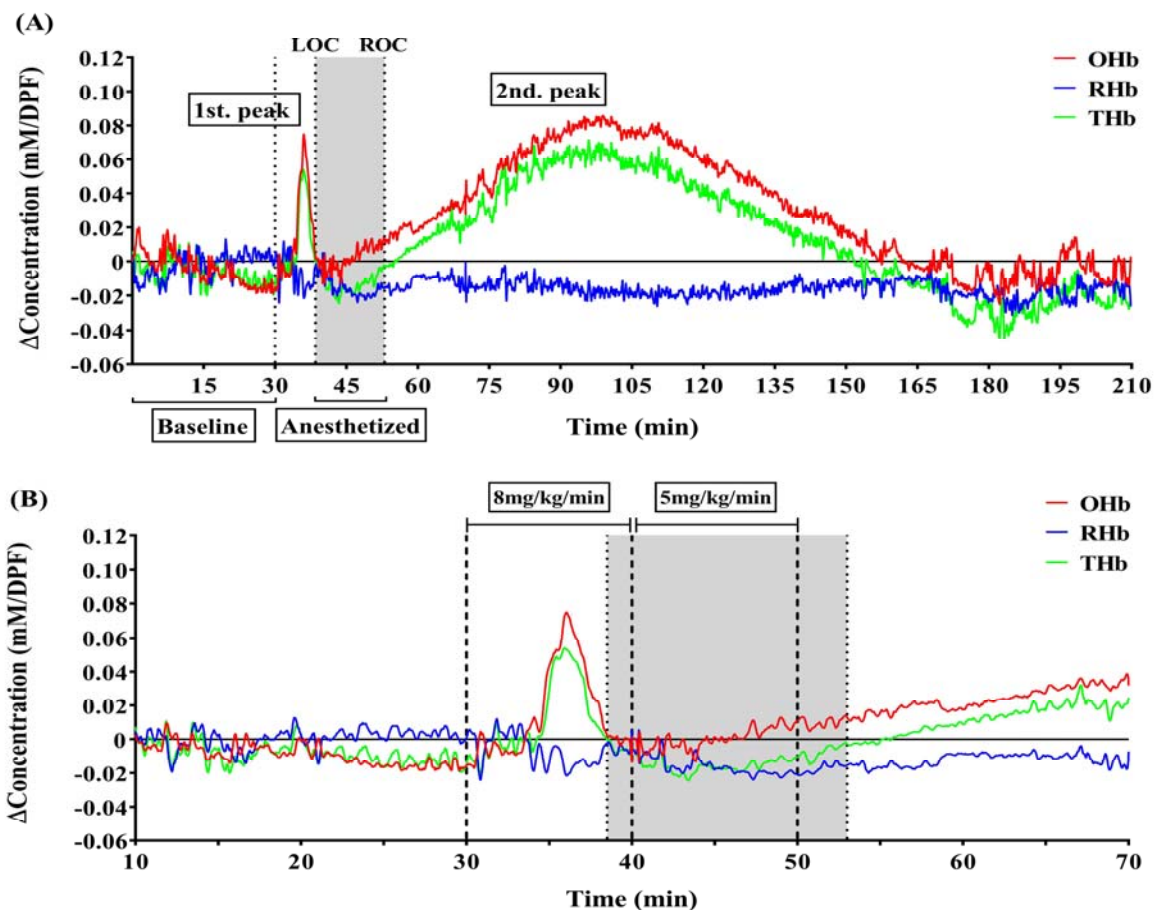 (A)
LOC ROC
0.12
0.10
0.08
0.06
0.04
0.02
0
-0.02
-0.04
-0.06
ΔConcentration (mM/DPF)
1st. peak
2nd. peak
OHb
RHb
THb
15 30 45 60 75 90 105 120 135 150 165 180 195 210
Baseline Anesthetized Time (min)
(B)
8mg/kg/min 5mg/kg/min
0.12
0.10
0.08
0.06
0.04
0.02
0
-0.02
-0.04
-0.06
ΔConcentration (mM/DPF)
OHb
RHb
THb
10 20 30 40 50 60 70
Time (min)